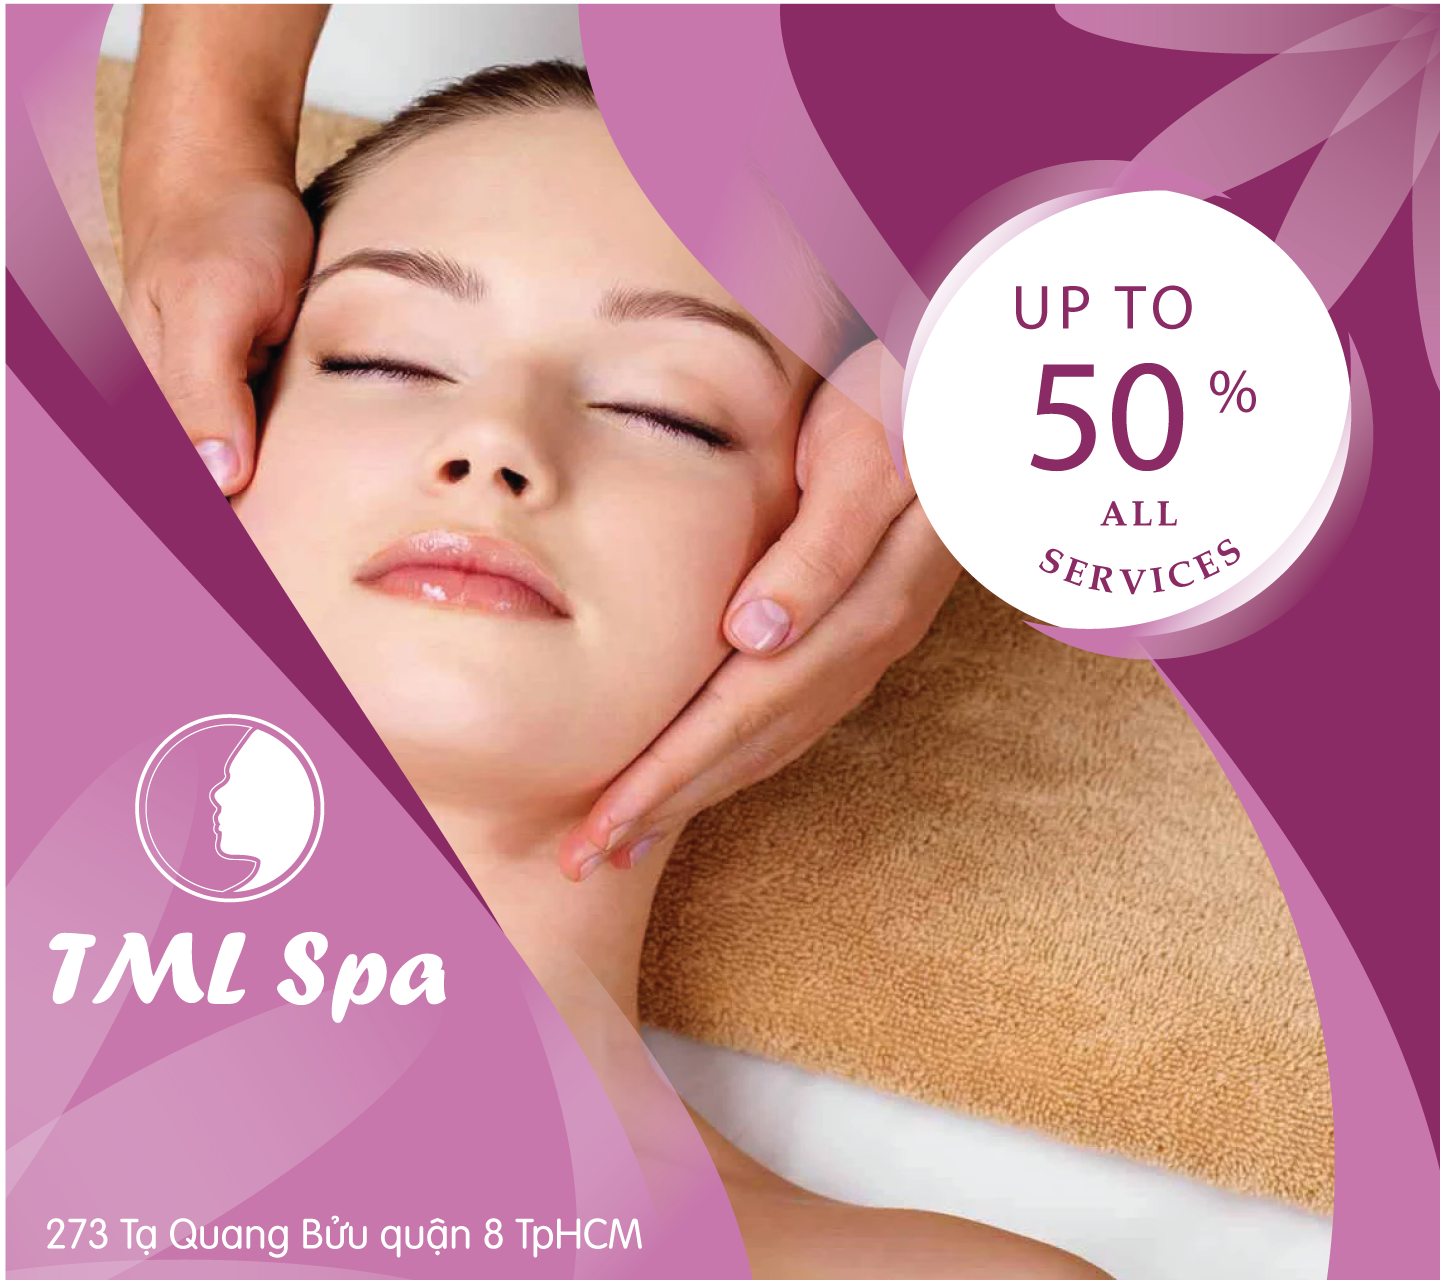 UP TO
50 %
ALL
SERVICES
TML Spa
273 Tạ Quang Bửu quận 8 TpHCM